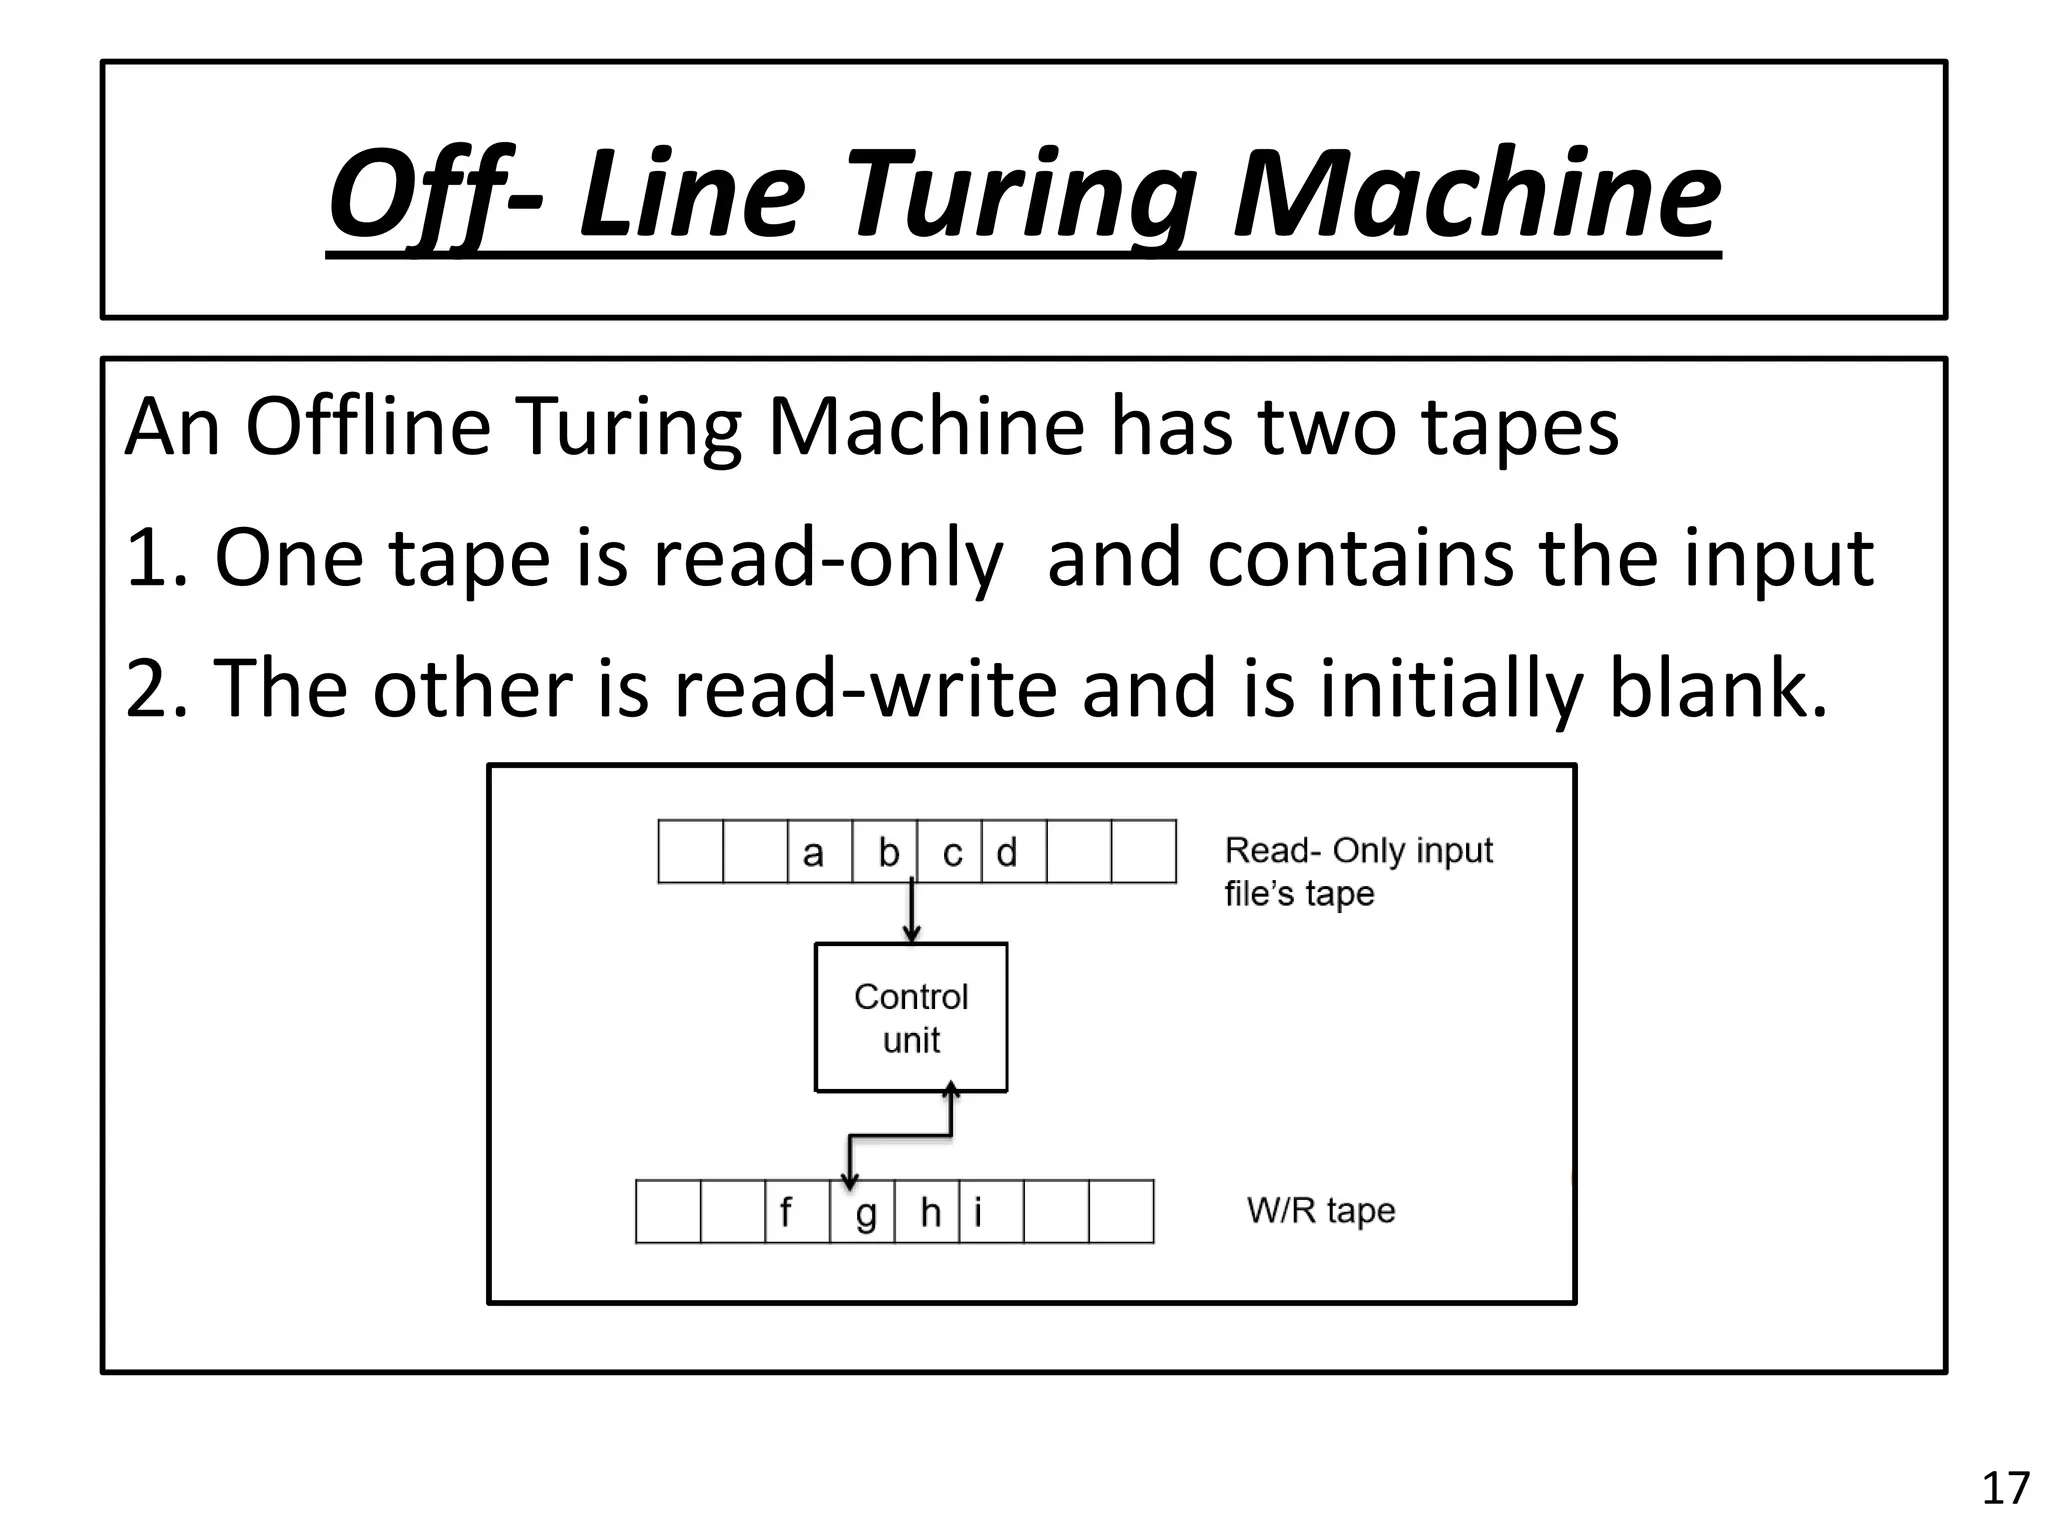 Off- Line Turing Machine
An Offline Turing Machine has two tapes
1. One tape is read-only  and contains the input
2. The other is read-write and is initially blank.
a b c d
Read- Only input
file’s tape
Control
unit
f g h i
W/R tape
17